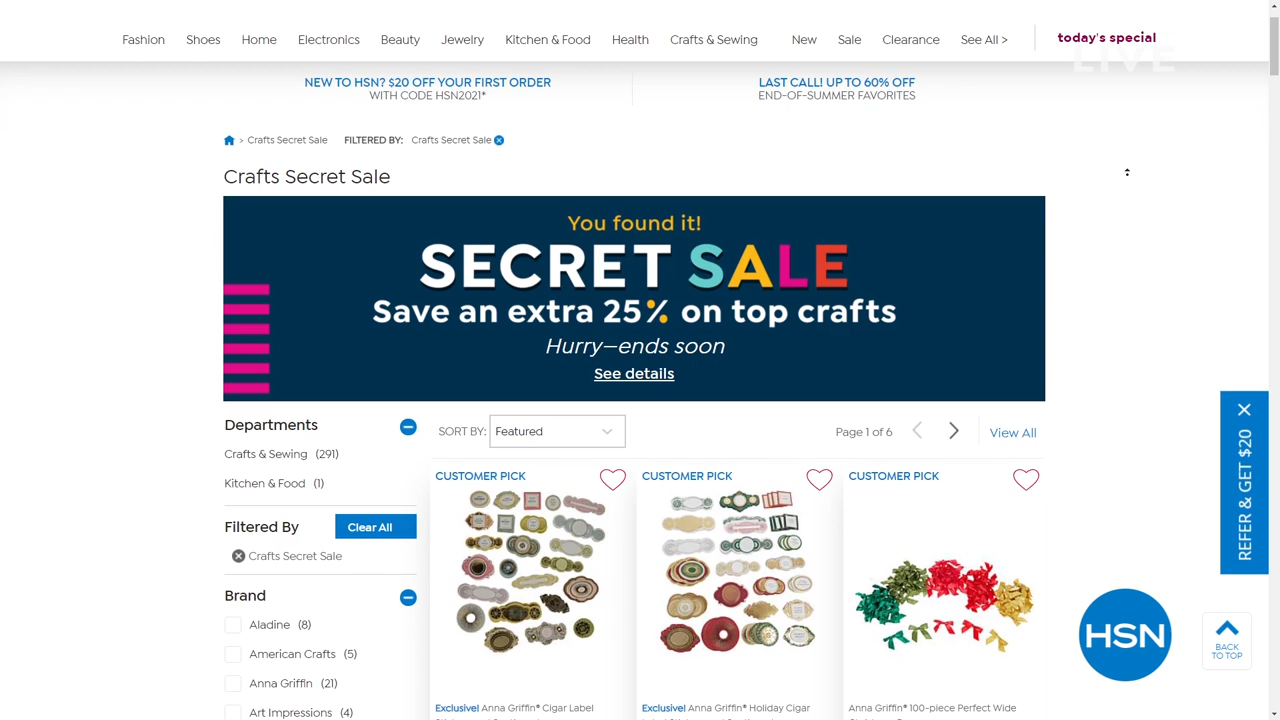 Fashion Shoes Home Electronics Beauty Jewelry Kitchen & Food Health Crafts & Sewing New Sale Clearance See All > today's special
LIVE
NEW TO HSN? $20 OFF YOUR FIRST ORDER
WITH CODE HSN2021*
LAST CALL! UP TO 60% OFF
END-OF-SUMMER FAVORITES
> Crafts Secret Sale FILTERED BY: Crafts Secret Sale
Crafts Secret Sale
You found it!
SECRET SALE
Save an extra 25% on top crafts
Hurry—ends soon
See details
Departments
Crafts & Sewing (291)
Kitchen & Food (1)
Filtered By Clear All
Crafts Secret Sale
Brand
Aladine (8)
American Crafts (5)
Anna Griffin (21)
Art Impressions (4)
SORT BY: Featured
Page 1 of 6 View All
CUSTOMER PICK
Exclusive! Anna Griffin® Cigar Label
CUSTOMER PICK
Exclusive! Anna Griffin® Holiday Cigar
CUSTOMER PICK
Anna Griffin® 100-piece Perfect Wide
REFER & GET $20
HSN
BACK
TO TOP